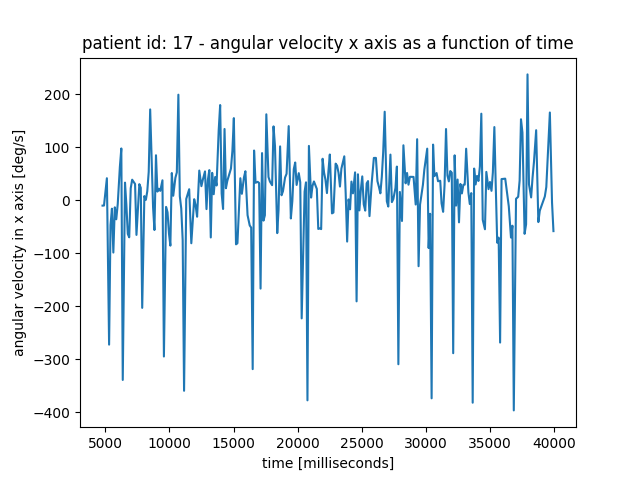 patient id: 17 - angular velocity x axis as a function of time
angular velocity in x axis [deg/s]
200
100
0
−100
−200
−300
−400
5000 10000 15000 20000 25000 30000 35000 40000
time [milliseconds]